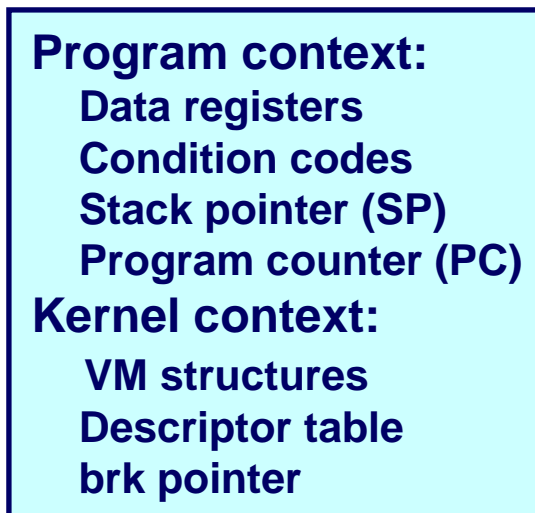 Program context:
Data registers
Condition codes
Stack pointer (SP)
Program counter (PC)
Kernel context:
VM structures
Descriptor table
brk pointer